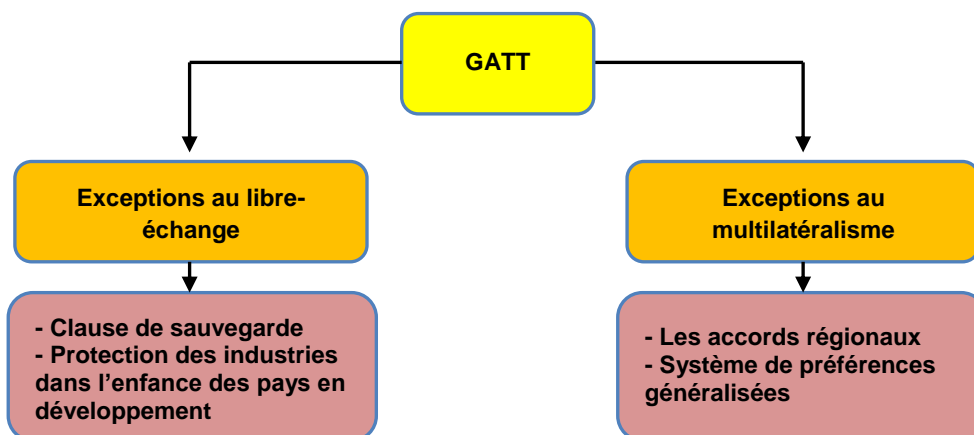 GATT
Exceptions au libre-
échange
Exceptions au
multilatéralisme
- Clause de sauvegarde
- Protection des industries
dans l'enfance des pays en
développement
- Les accords régionaux
- Système de préférences
généralisées